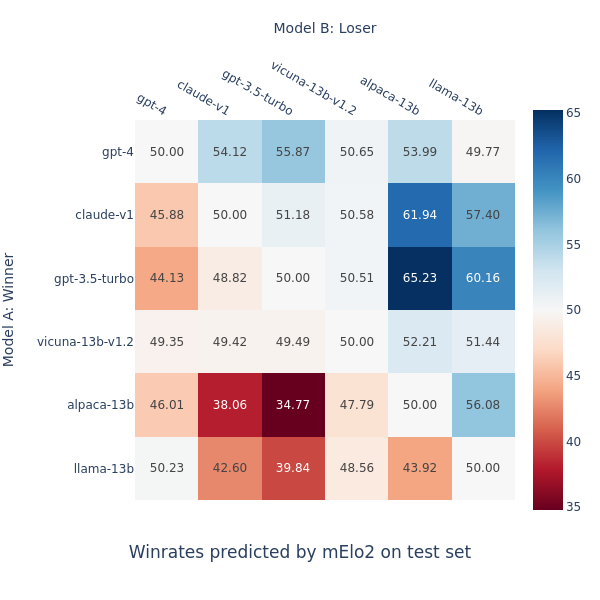 Model B: Loser
gpt-4 claude-v1 gpt-3.5-turbo vicuna-13b-v1.2 alpaca-13b llama-13b
Model A: Winner
gpt-4 50.00 54.12 55.87 50.65 53.99 49.77
claude-v1 45.88 50.00 51.18 50.58 61.94 57.40
gpt-3.5-turbo 44.13 48.82 50.00 50.51 65.23 60.16
vicuna-13b-v1.2 49.35 49.42 49.49 50.00 52.21 51.44
alpaca-13b 46.01 38.06 34.77 47.79 50.00 56.08
llama-13b 50.23 42.60 39.84 48.56 43.92 50.00
65
60
55
50
45
40
35
Winrates predicted by mElo2 on test set